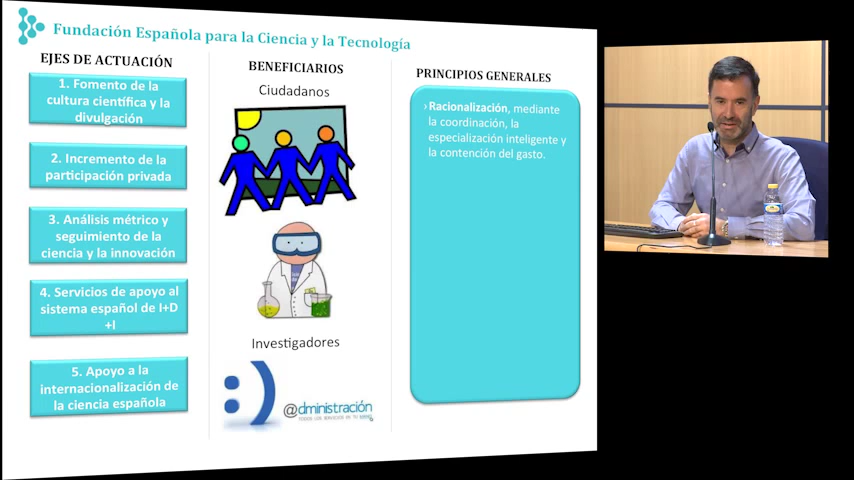 Fundación Española para la Ciencia y la Tecnología
EJES DE ACTUACIÓN
1. Fomento de la
cultura científica y la
divulgación
2. Incremento de la
participación privada
3. Análisis métrico y
seguimiento de la
ciencia y la innovación
4. Servicios de apoyo al
sistema español de I+D
+I
5. Apoyo a la
internacionalización de
la ciencia española
BENEFICIARIOS
Ciudadanos
Investigadores
@dministración
PRINCIPIOS GENERALES
›Racionalización, mediante
la coordinación, la
especialización inteligente y
la contención del gasto.